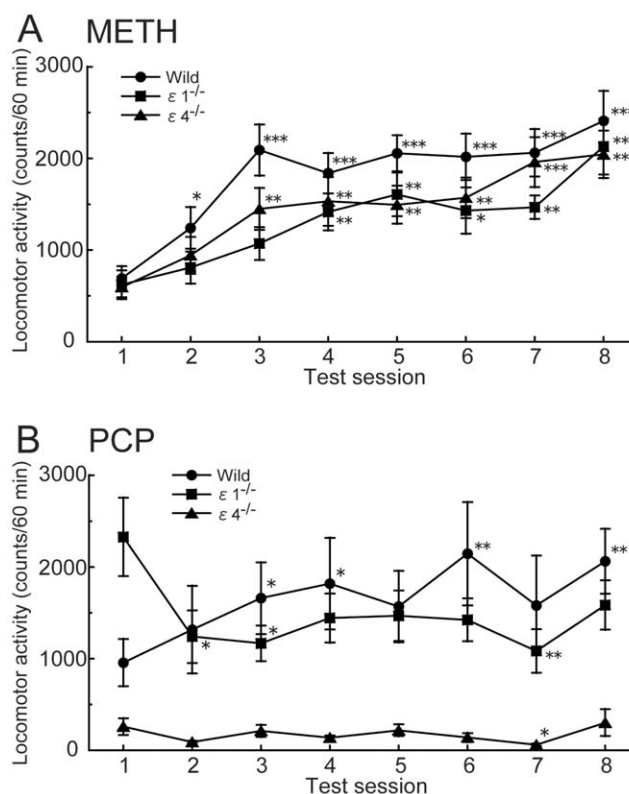 A METH
3000
Wild
ε 1-/-
ε 4-/-
2000
1000
0
Locomotor activity (counts/60 min)
* *** *** *** *** *** ***
** ** ** ** *** **
** ** * ** **
1 2 3 4 5 6 7 8
Test session
B PCP
3000
Wild
ε 1-/-
ε 4-/-
2000
1000
0
Locomotor activity (counts/60 min)
* * ** **
* * **
*
1 2 3 4 5 6 7 8
Test session